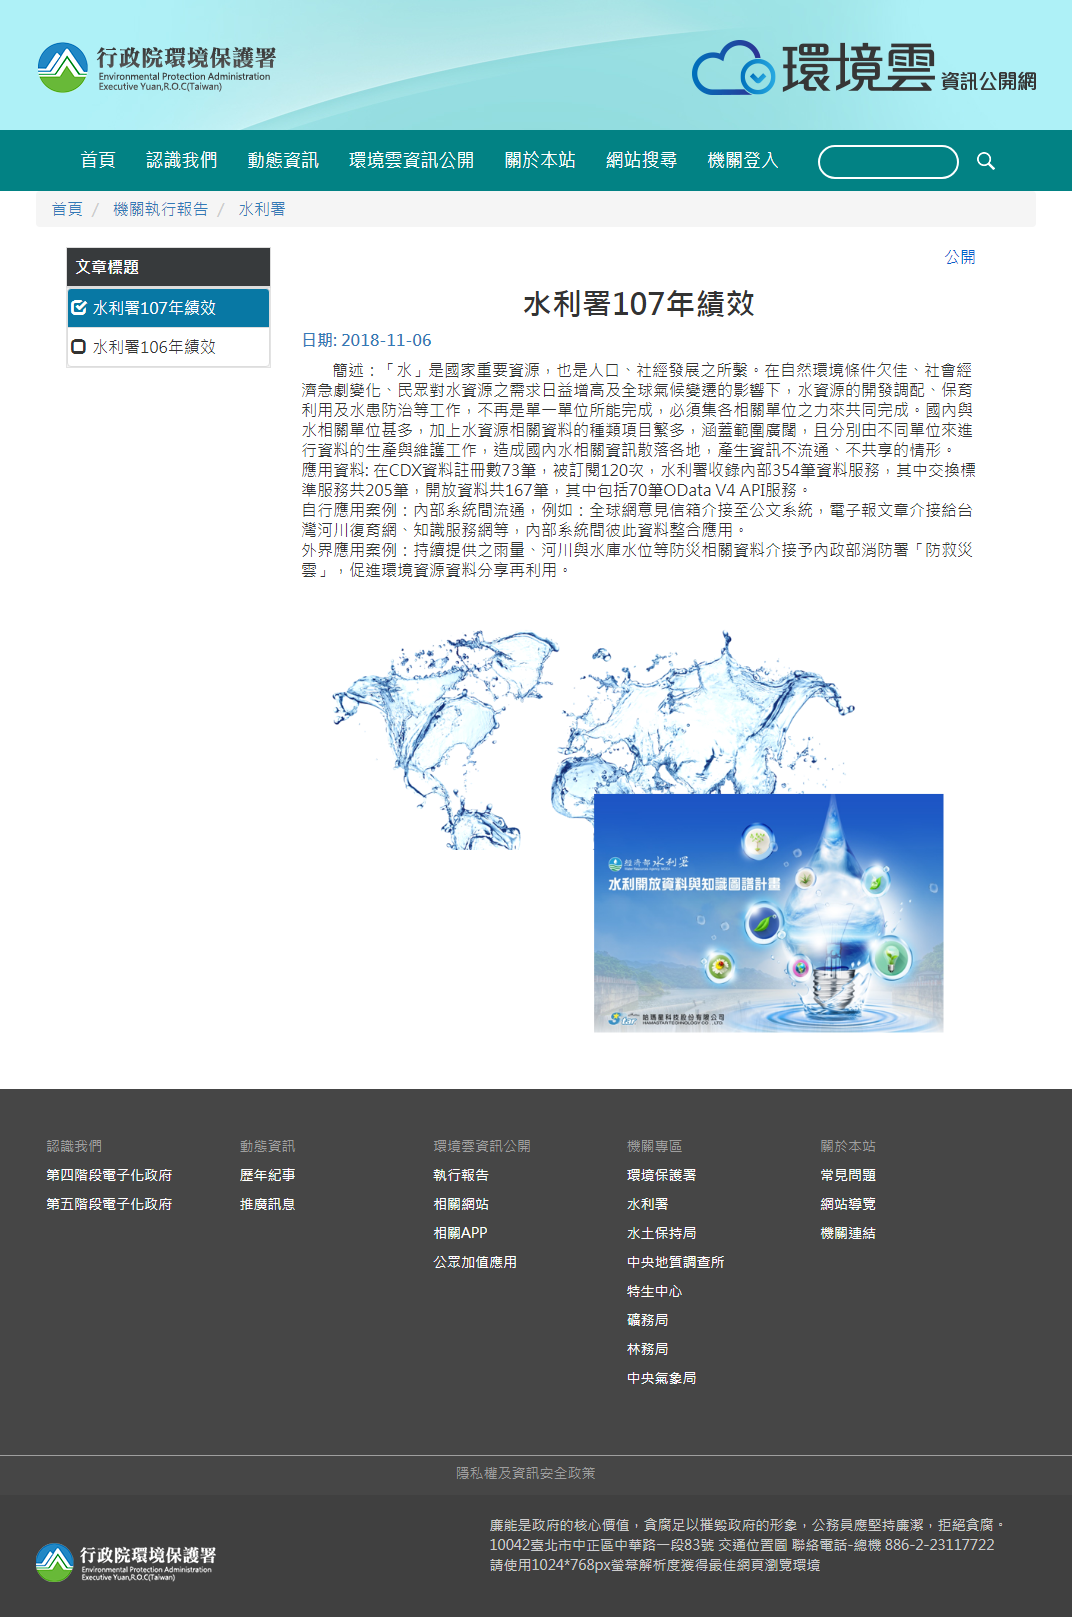 行政院環境保護署
Environmental Protection Administration
Executive Yuan,R.O.C(Taiwan)
環境雲 資訊公開網
首頁 認識我們 動態資訊 環境雲資訊公開 關於本站 網站搜尋 機關登入
首頁 / 機關執行報告 / 水利署
文章標題
水利署107年績效
水利署106年績效
公開
水利署107年績效
日期: 2018-11-06
簡述：「水」是國家重要資源，也是人口、社經發展之所繫。在自然環境條件欠佳、社會經
濟急劇變化、民眾對水資源之需求日益增高及全球氣候變遷的影響下，水資源的開發調配、保育
利用及水患防治等工作，不再是單一單位所能完成，必須集各相關單位之力來共同完成。國內與
水相關單位甚多，加上水資源相關資料的種類項目繁多，涵蓋範圍廣闊，且分別由不同單位來進
行資料的生產與維護工作，造成國內水相關資訊散落各地，產生資訊不流通、不共享的情形。
應用資料: 在CDX資料註冊數73筆，被訂閱120次，水利署收錄內部354筆資料服務，其中交換標
準服務共205筆，開放資料共167筆，其中包括70筆OData V4 API服務。
自行應用案例：內部系統間流通，例如：全球網意見信箱介接至公文系統，電子報文章介接給台
灣河川復育網、知識服務網等，內部系統間彼此資料整合應用。
外界應用案例：持續提供之雨量、河川與水庫水位等防災相關資料介接予內政部消防署「防救災
雲」，促進環境資源資料分享再利用。
經濟部水利署
水利開放資料與知識圖譜計畫
Star 哈瑪星科技股份有限公司
HAMASTAR TECHNOLOGY CO., LTD.
認識我們 動態資訊 環境雲資訊公開 機關專區 關於本站
第四階段電子化政府 歷年紀事 執行報告 環境保護署 常見問題
第五階段電子化政府 推廣訊息 相關網站 水利署 網站導覽
相關APP 水土保持局 機關連結
公眾加值應用 中央地質調查所
特生中心
礦務局
林務局
中央氣象局
隱私權及資訊安全政策
廉能是政府的核心價值，貪腐足以摧毀政府的形象，公務員應堅持廉潔，拒絕貪腐。
10042臺北市中正區中華路一段83號 交通位置圖 聯絡電話-總機 886-2-23117722
請使用1024*768px螢幕解析度獲得最佳網頁瀏覽環境
行政院環境保護署
Environmental Protection Administration
Executive Yuan,R.O.C(Taiwan)